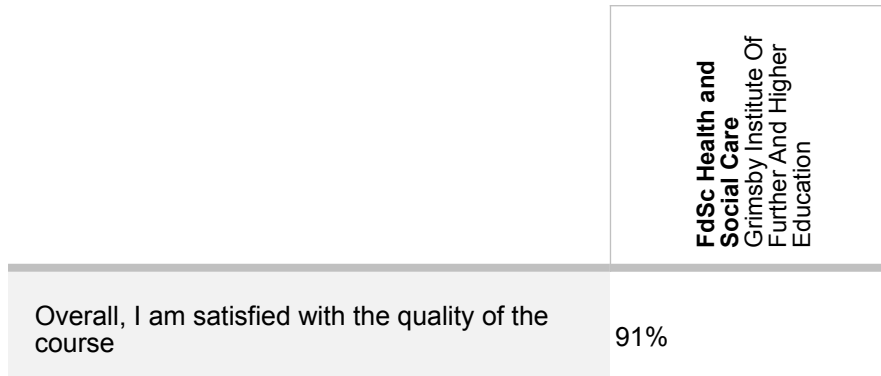 FdSc Health and
Social Care
Grimsby Institute Of
Further And Higher
Education
Overall, I am satisfied with the quality of the
course
91%